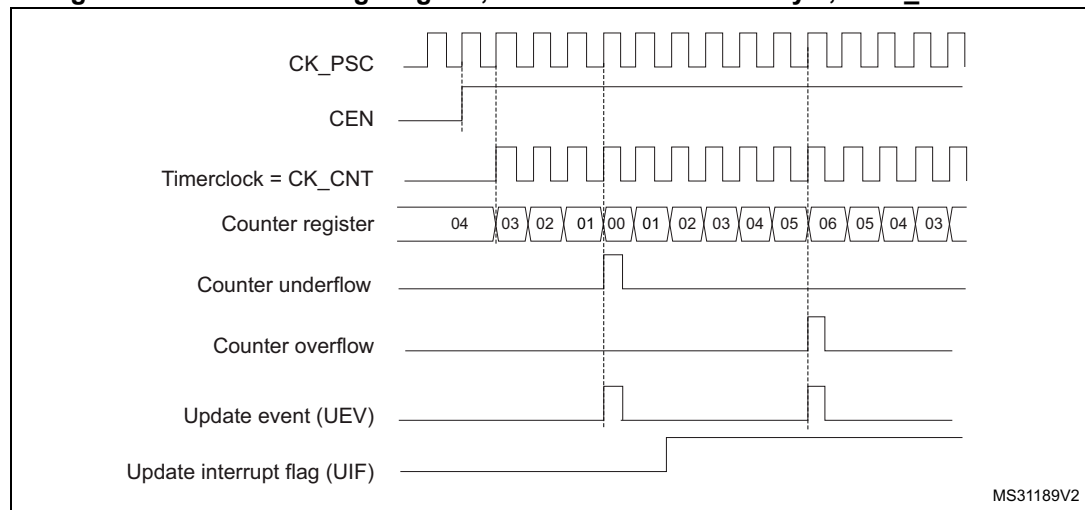 CK_PSC
CEN
Timerclock = CK_CNT
Counter register 04 03 02 01 00 01 02 03 04 05 06 05 04 03
Counter underflow
Counter overflow
Update event (UEV)
Update interrupt flag (UIF)
MS31189V2